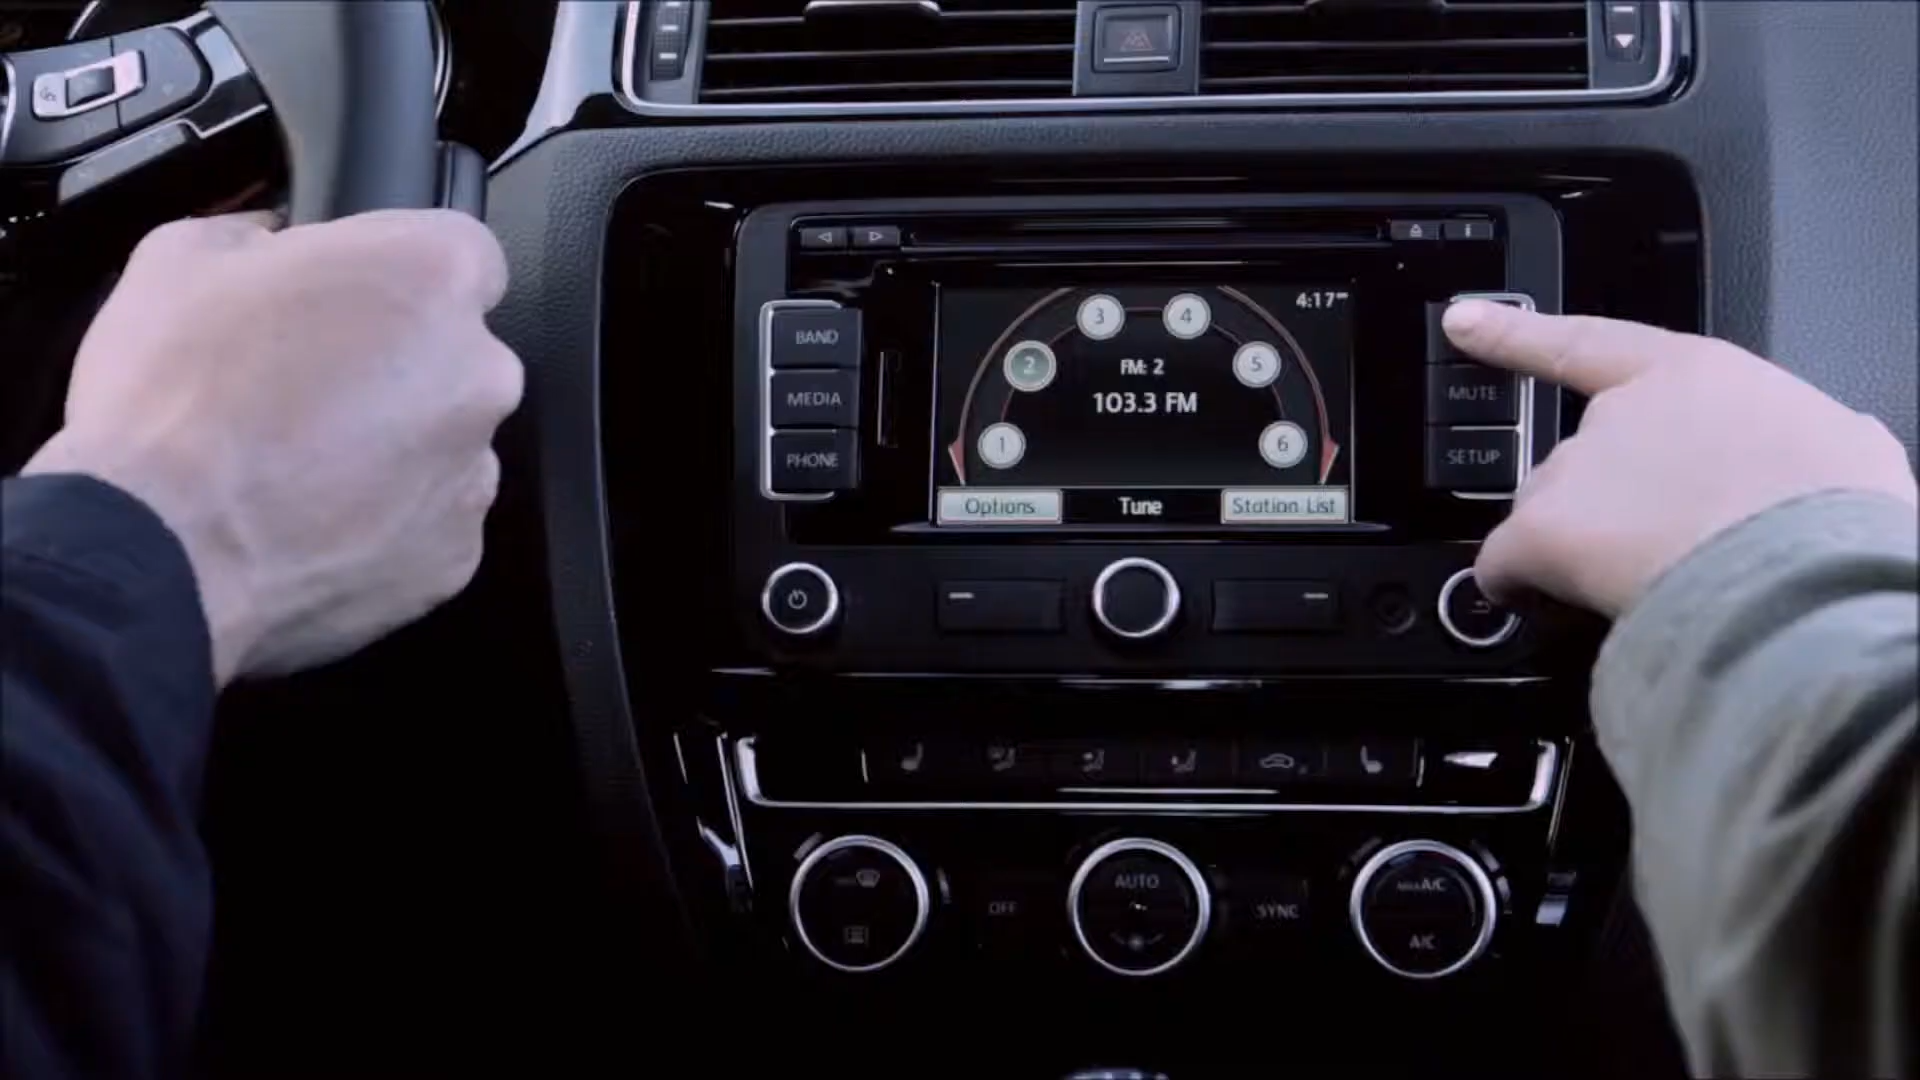 4:17
3
4
2
5
FM: 2
103.3 FM
1
6
Options
Tune
Station List
BAND
MEDIA
PHONE
MUTE
SETUP
AUTO
OFF
SYNC
A/C
A/C